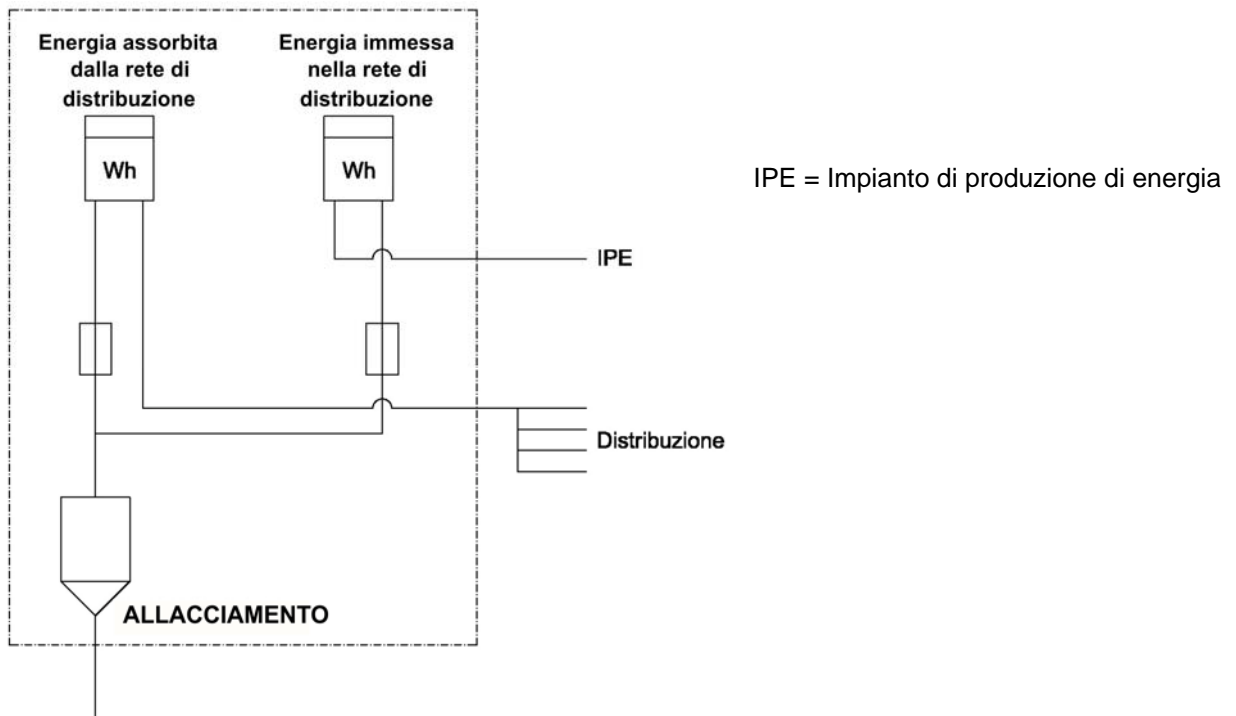 Energia assorbita
dalla rete di
distribuzione
Energia immessa
nella rete di
distribuzione
Wh
Wh
IPE = Impianto di produzione di energia
IPE
Distribuzione
ALLACCIAMENTO